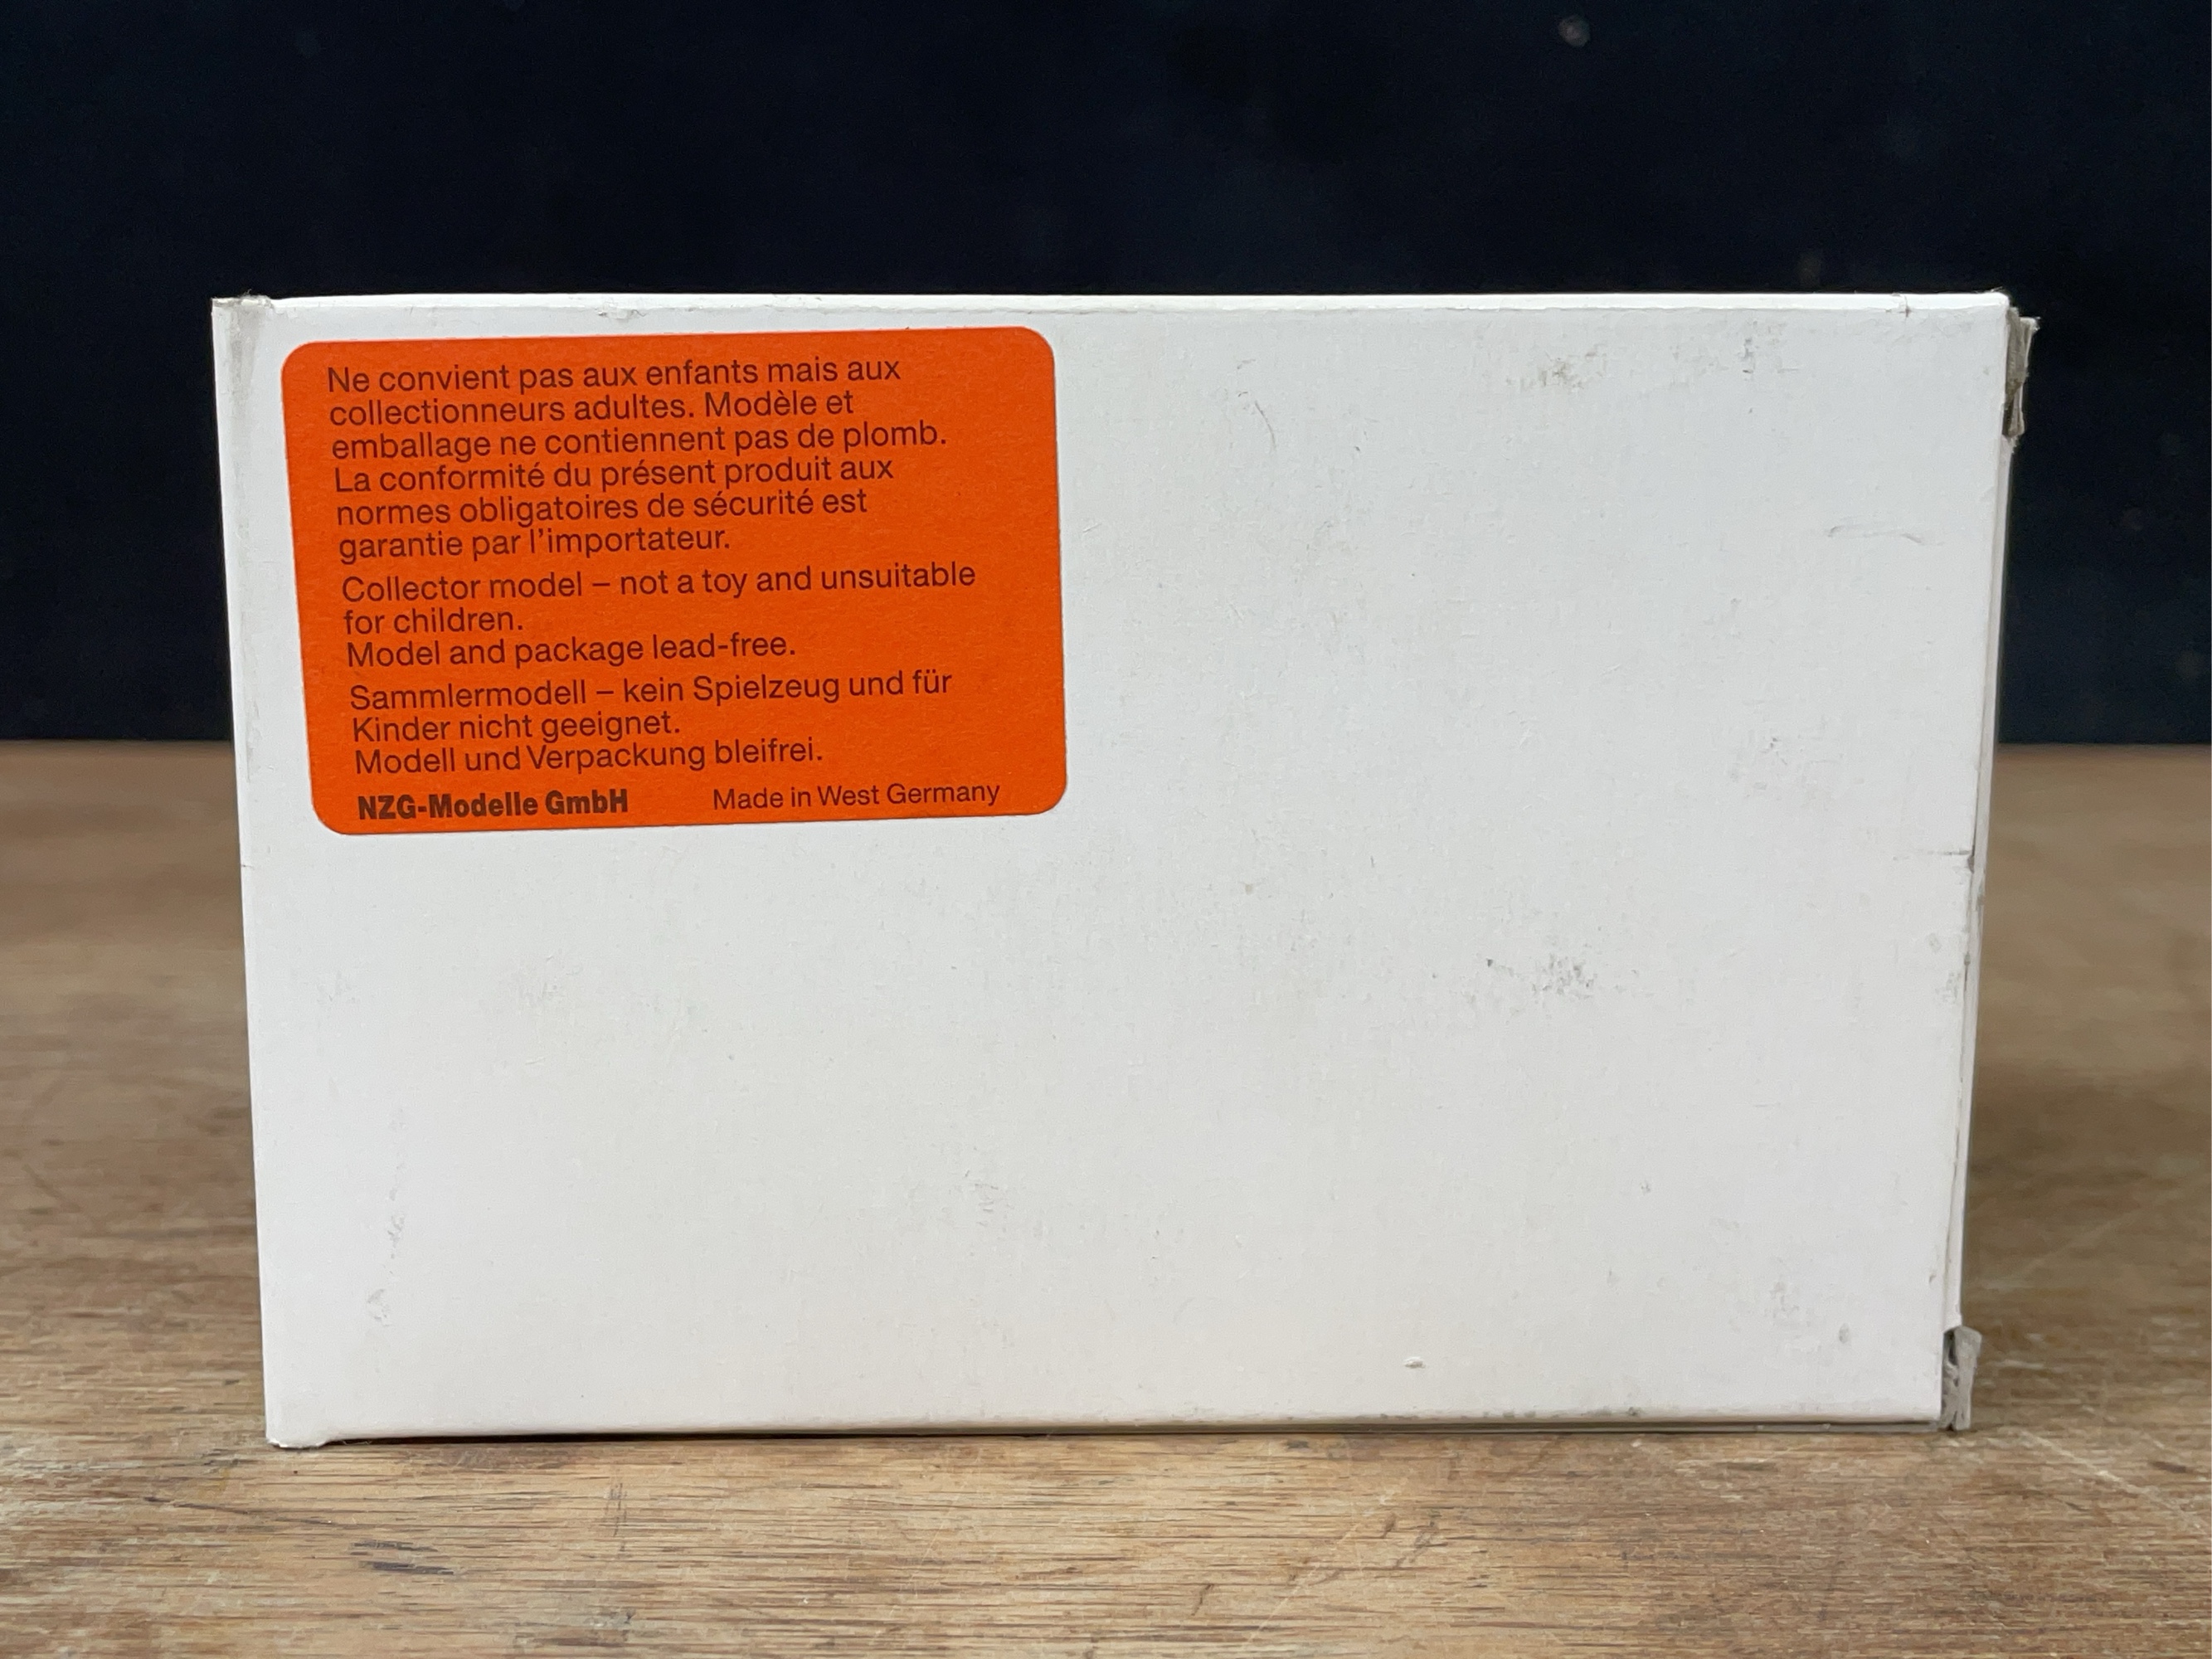 Ne convient pas aux enfants mais aux
collectionneurs adultes. Modèle et
emballage ne contiennent pas de plomb.
La conformité du présent produit aux
normes obligatoires de sécurité est
garantie par l'importateur.
Collector model – not a toy and unsuitable
for children.
Model and package lead-free.
Sammlermodell – kein Spielzeug und für
Kinder nicht geeignet.
Modell und Verpackung bleifrei.
NZG-Modelle GmbH Made in West Germany